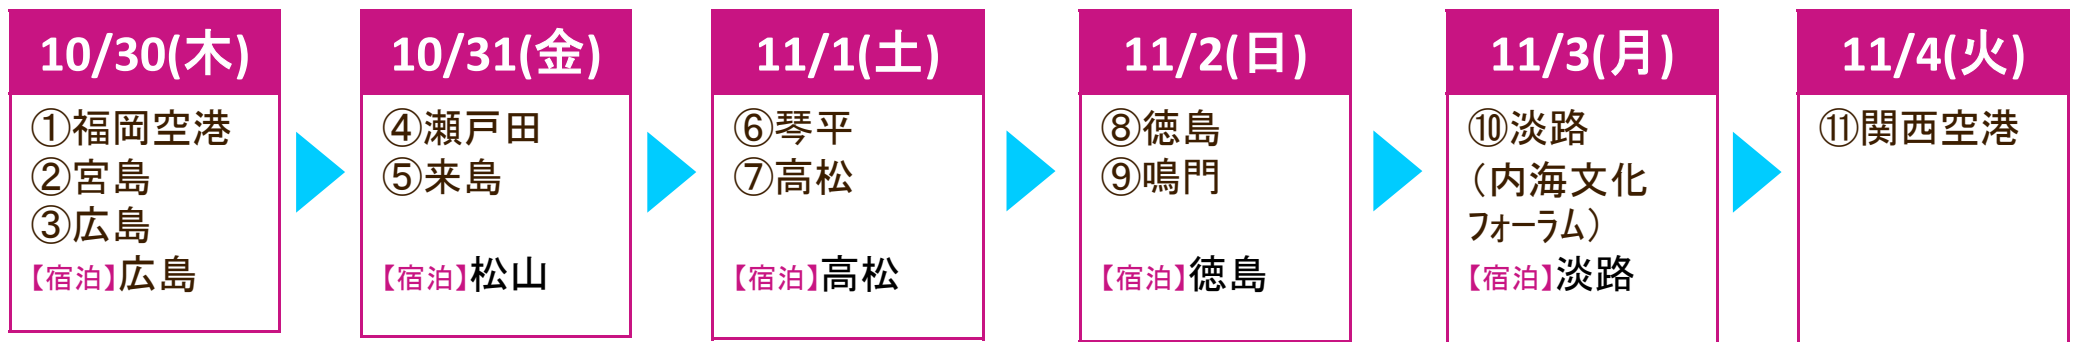 10/30(木)
①福岡空港
②宮島
③広島
【宿泊】広島
10/31(金)
④瀬戸田
⑤来島
【宿泊】松山
11/1(土)
⑥琴平
⑦高松
【宿泊】高松
11/2(日)
⑧徳島
⑨鳴門
【宿泊】徳島
11/3(月)
⑩淡路
（内海文化
フォーラム）
【宿泊】淡路
11/4(火)
⑪関西空港